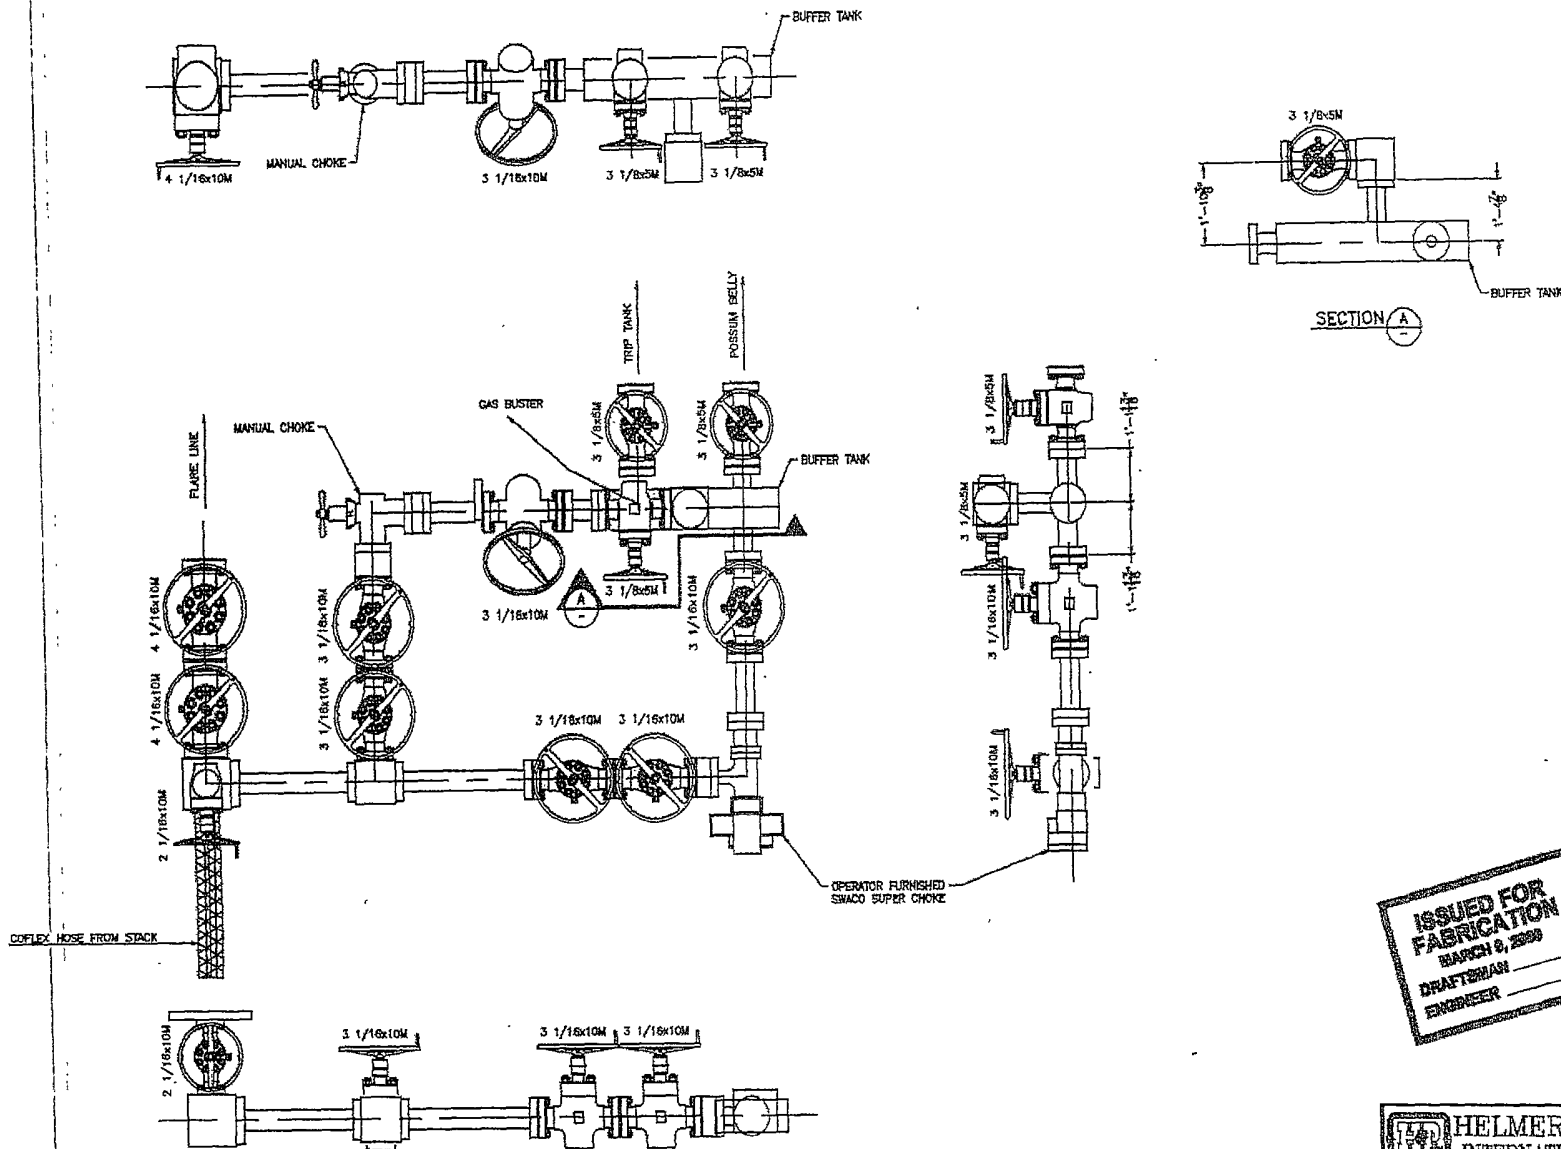 BUFFER TANK
MANUAL CHOKE
4 1/16x10M
3 1/16x10M
3 1/8x5M
3 1/8x5M
3 1/8x5M
BUFFER TANK
SECTION A
-
TRIP TANK
POSSUM BELLY
GAS BUSTER
MANUAL CHOKE
FLARE LINE
3 1/8x5M
3 1/8x5M
BUFFER TANK
3 1/8x5M
3 1/8x5M
4 1/16x10M
3 1/16x10M
3 1/16x10M
A
-
3 1/8x5M
3 1/16x10M
3 1/16x10M
4 1/16x10M
3 1/16x10M
3 1/16x10M
3 1/16x10M
3 1/16x10M
2 1/16x10M
OPERATOR FURNISHED
SWACO SUPER CHOKE
COFLEX HOSE FROM STACK
ISSUED FOR
FABRICATION
DRAFTSMAN
ENGINEER
2 1/16x10M
3 1/16x10M
3 1/16x10M
3 1/16x10M